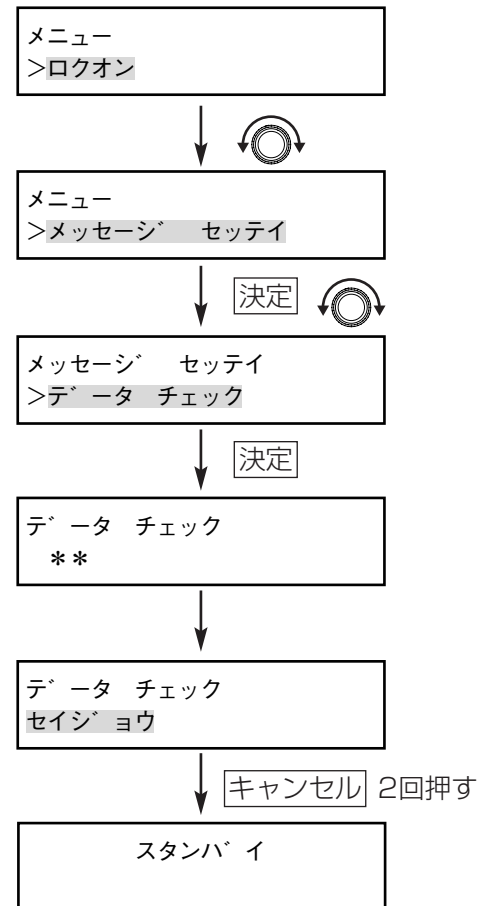 メニュー
>ロクオン
メニュー
>メッセージ　セッテイ
決定
メッセージ　セッテイ
>データ　チェック
決定
データ　チェック
＊＊
データ　チェック
セイジョウ
キャンセル 2回押す
スタンバイ